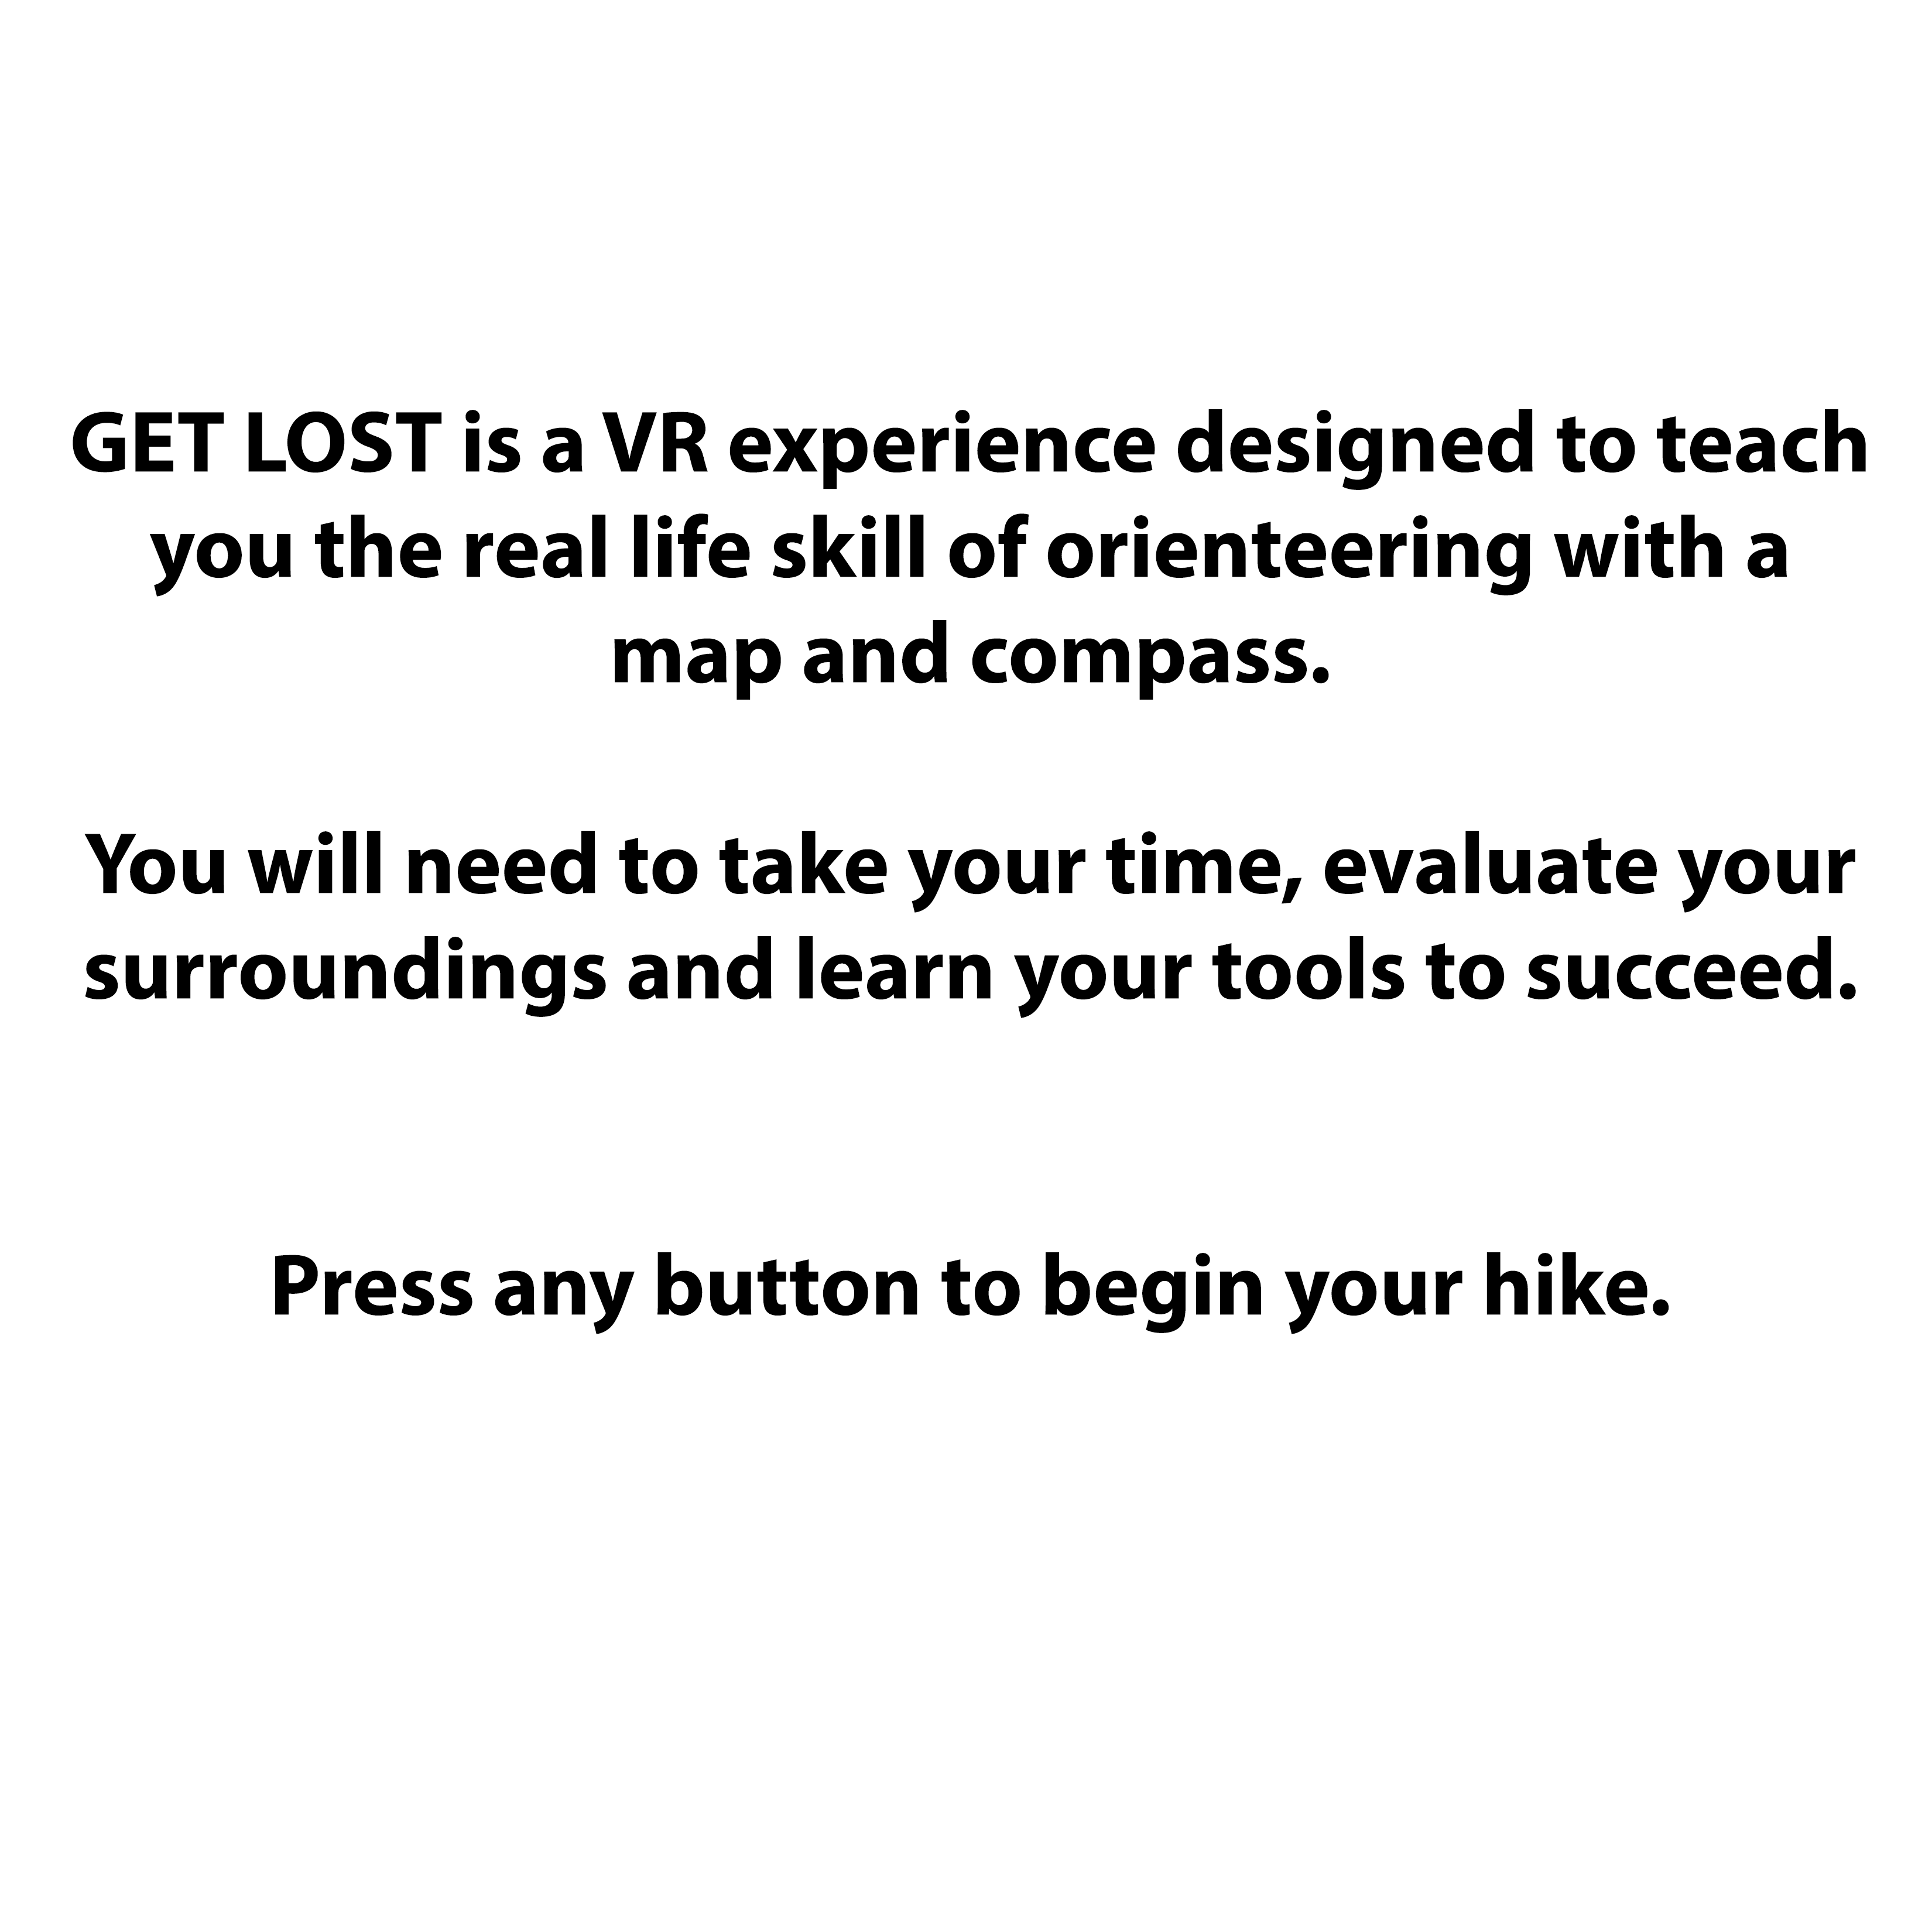 GET LOST is a VR experience designed to teach
you the real life skill of orienteering with a
map and compass.
You will need to take your time, evaluate your
surroundings and learn your tools to succeed.
Press any button to begin your hike.